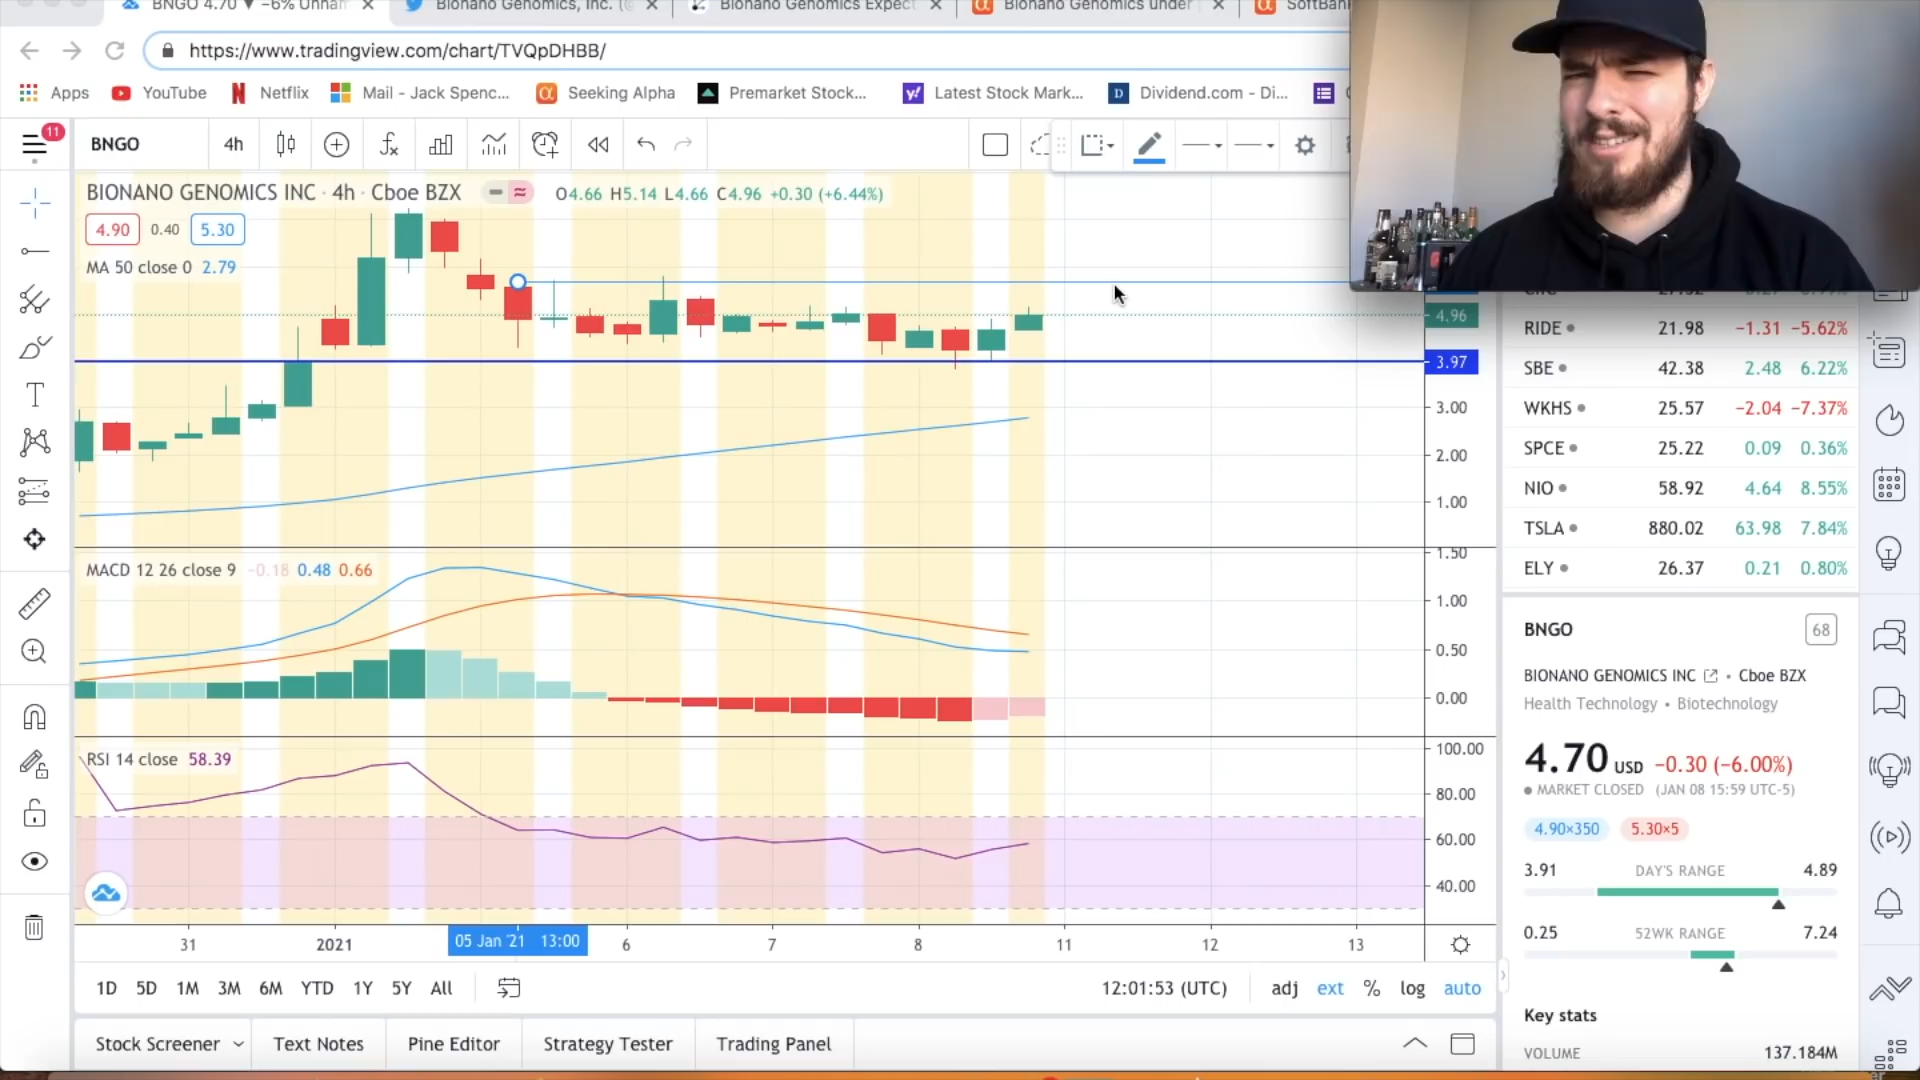 BNGO 4.70 ▼ −6% Unnam
Bionano Genomics, Inc. (@
Bionano Genomics Expect
Bionano Genomics under
SoftBank
https://www.tradingview.com/chart/TVQpDHBB/
Apps YouTube Netflix Mail - Jack Spenc... Seeking Alpha Premarket Stock... Latest Stock Mark... Dividend.com - Di...
11
BNGO 4h
BIONANO GENOMICS INC · 4h · Cboe BZX O4.66 H5.14 L4.66 C4.96 +0.30 (+6.44%)
4.90 0.40 5.30
MA 50 close 0 2.79
4.96
3.97
3.00
2.00
1.00
MACD 12 26 close 9 −0.18 0.48 0.66
1.50
1.00
0.50
0.00
RSI 14 close 58.39
100.00
80.00
60.00
40.00
31 2021 05 Jan '21 13:00 6 7 8 11 12 13
1D 5D 1M 3M 6M YTD 1Y 5Y All 12:01:53 (UTC) adj ext % log auto
Stock Screener Text Notes Pine Editor Strategy Tester Trading Panel
RIDE 21.98 −1.31 −5.62%
SBE 42.38 2.48 6.22%
WKHS 25.57 −2.04 −7.37%
SPCE 25.22 0.09 0.36%
NIO 58.92 4.64 8.55%
TSLA 880.02 63.98 7.84%
ELY 26.37 0.21 0.80%
BNGO 68
BIONANO GENOMICS INC • Cboe BZX
Health Technology • Biotechnology
4.70 USD −0.30 (−6.00%)
MARKET CLOSED (JAN 08 15:59 UTC-5)
4.90×350 5.30×5
3.91 DAY'S RANGE 4.89
0.25 52WK RANGE 7.24
Key stats
VOLUME 137.184M